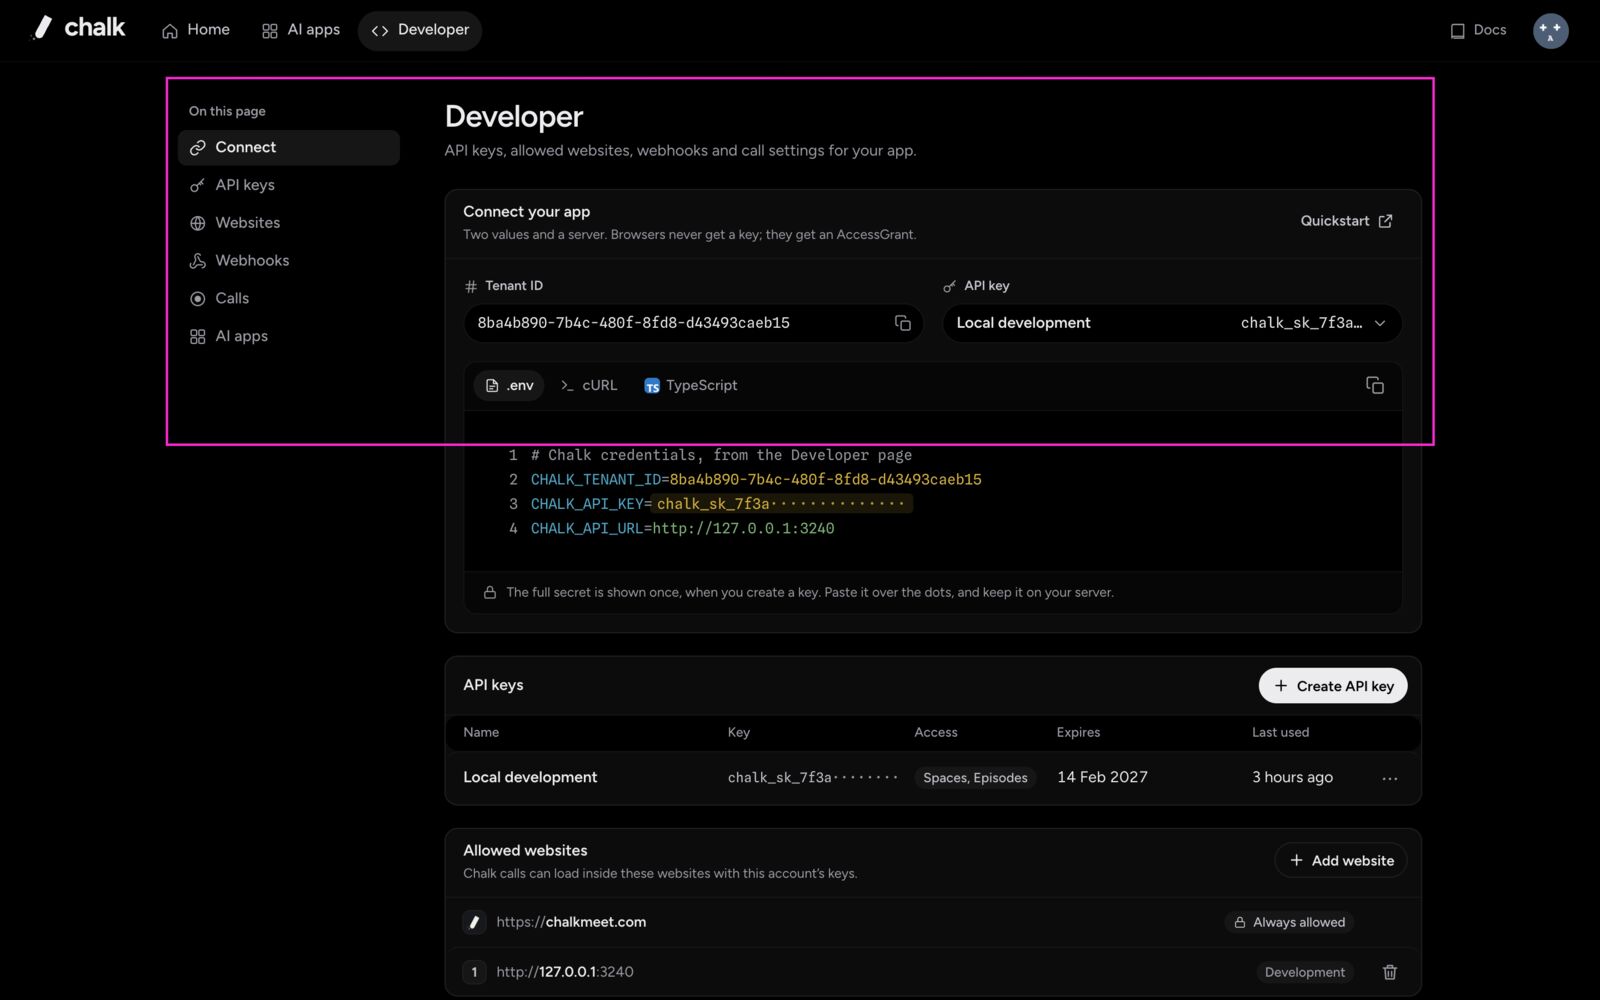 chalk
Home
AI apps
Developer
Docs
On this page
Connect
API keys
Websites
Webhooks
Calls
AI apps
Developer
API keys, allowed websites, webhooks and call settings for your app.
Connect your app
Two values and a server. Browsers never get a key; they get an AccessGrant.
Quickstart
# Tenant ID
8ba4b890-7b4c-480f-8fd8-d43493caeb15
API key
Local development chalk_sk_7f3a…
.env
cURL
TS TypeScript
1 # Chalk credentials, from the Developer page
2 CHALK_TENANT_ID=8ba4b890-7b4c-480f-8fd8-d43493caeb15
3 CHALK_API_KEY=chalk_sk_7f3a··············
4 CHALK_API_URL=http://127.0.0.1:3240
The full secret is shown once, when you create a key. Paste it over the dots, and keep it on your server.
API keys
+ Create API key
Name Key Access Expires Last used
Local development chalk_sk_7f3a········ Spaces, Episodes 14 Feb 2027 3 hours ago ...
Allowed websites
Chalk calls can load inside these websites with this account’s keys.
+ Add website
https://chalkmeet.com Always allowed
1 http://127.0.0.1:3240 Development